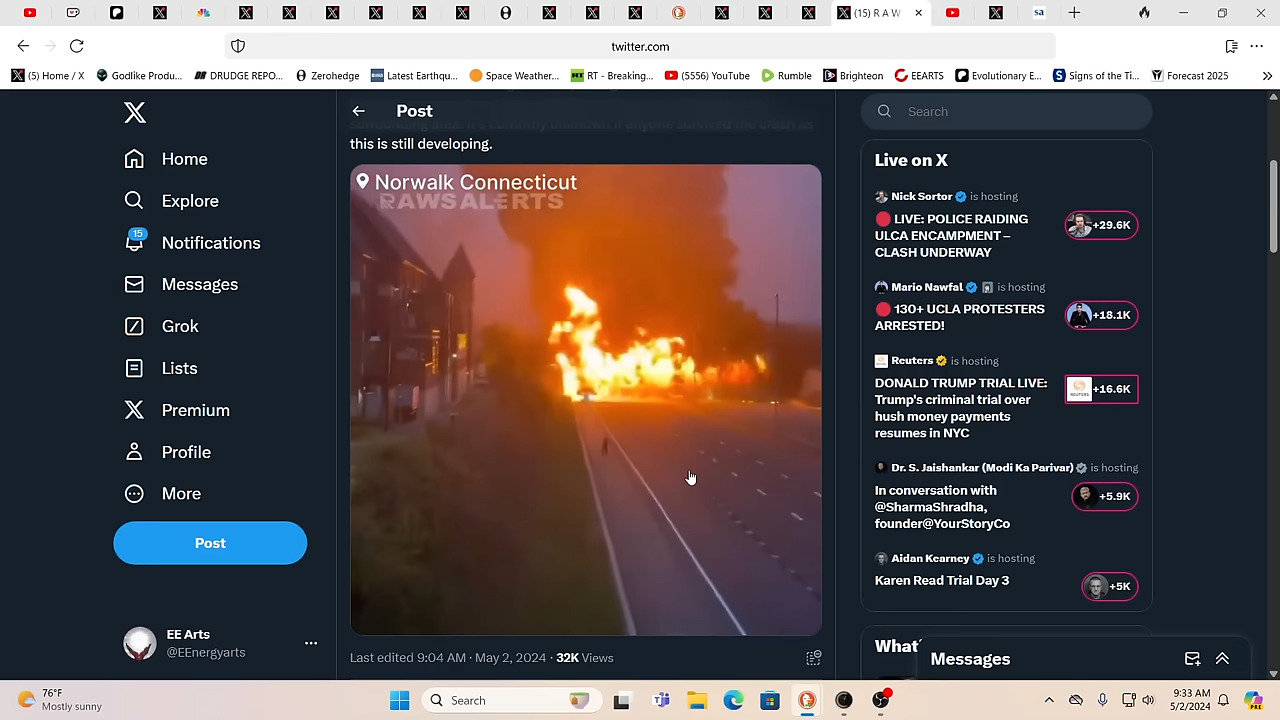 (15) R A W
twitter.com
(5) Home / X
Godlike Produ...
DRUDGE REPO...
Zerohedge
Latest Earthqu...
Space Weather...
RT - Breaking...
(5556) YouTube
Rumble
Brighteon
EEARTS
Evolutionary E...
Signs of the Ti...
Forecast 2025
Home
Explore
15
Notifications
Messages
Grok
Lists
Premium
Profile
More
Post
EE Arts
@EEnergyarts
Post
this is still developing.
Norwalk Connecticut
RAWSALERTS
Last edited 9:04 AM · May 2, 2024 · 32K Views
Search
Live on X
Nick Sortor is hosting
LIVE: POLICE RAIDING
ULCA ENCAMPMENT –
CLASH UNDERWAY
+29.6K
Mario Nawfal is hosting
130+ UCLA PROTESTERS
ARRESTED!
+18.1K
Reuters is hosting
DONALD TRUMP TRIAL LIVE:
Trump's criminal trial over
hush money payments
resumes in NYC
+16.6K
Dr. S. Jaishankar (Modi Ka Parivar) is hosting
In conversation with
@SharmaShradha,
founder@YourStoryCo
+5.9K
Aidan Kearney is hosting
Karen Read Trial Day 3
+5K
What'
Messages
76°F
Mostly sunny
Search
9:33 AM
5/2/2024